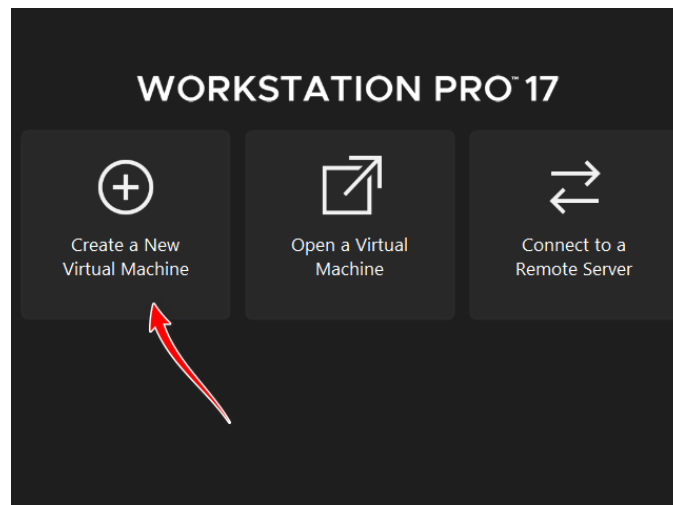 WORKSTATION PRO™ 17
Create a New
Virtual Machine
Open a Virtual
Machine
Connect to a
Remote Server